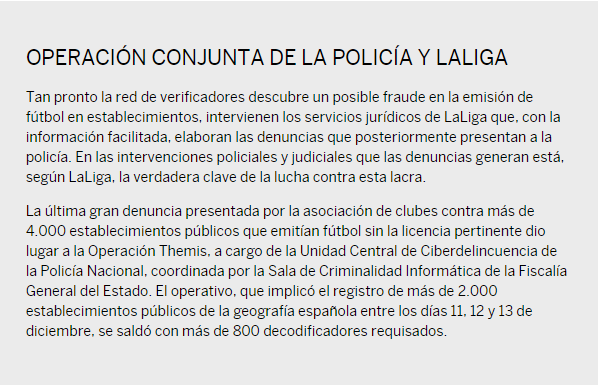 OPERACIÓN CONJUNTA DE LA POLICÍA Y LALIGA
Tan pronto la red de verificadores descubre un posible fraude en la emisión de
fútbol en establecimientos, intervienen los servicios jurídicos de LaLiga que, con la
información facilitada, elaboran las denuncias que posteriormente presentan a la
policía. En las intervenciones policiales y judiciales que las denuncias generan está,
según LaLiga, la verdadera clave de la lucha contra esta lacra.
La última gran denuncia presentada por la asociación de clubes contra más de
4.000 establecimientos públicos que emitían fútbol sin la licencia pertinente dio
lugar a la Operación Themis, a cargo de la Unidad Central de Ciberdelincuencia de
la Policía Nacional, coordinada por la Sala de Criminalidad Informática de la Fiscalía
General del Estado. El operativo, que implicó el registro de más de 2.000
establecimientos públicos de la geografía española entre los días 11, 12 y 13 de
diciembre, se saldó con más de 800 decodificadores requisados.